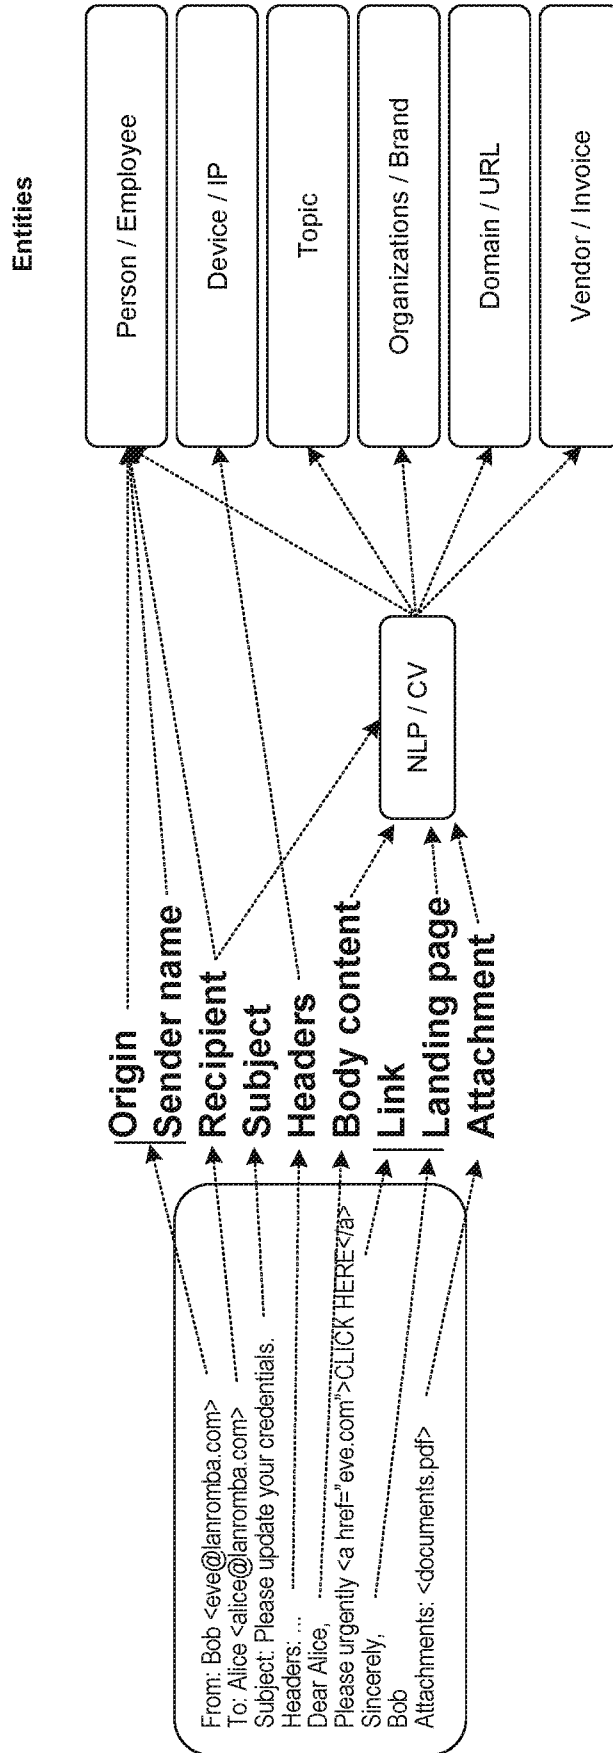 From: Bob <eve@lanromba.com>
To: Alice <alice@lanromba.com>
Subject: Please update your credentials.
Headers: ...
Dear Alice,
Please urgently <a href="eve.com">CLICK HERE</a>
Sincerely,
Bob
Attachments: <documents.pdf>
Origin
Sender name
Recipient
Subject
Headers
Body content
Link
Landing page
Attachment
NLP / CV
Entities
Person / Employee
Device / IP
Topic
Organizations / Brand
Domain / URL
Vendor / Invoice